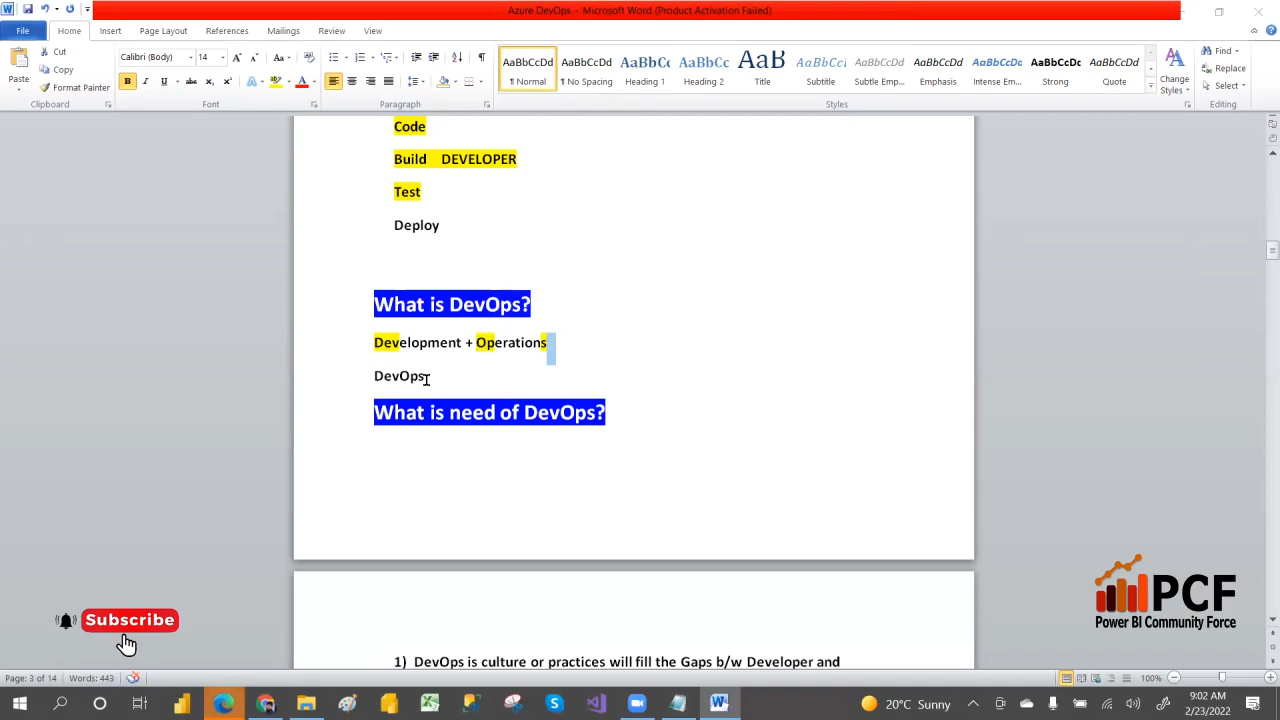 Azure DevOps - Microsoft Word (Product Activation Failed)
File Home Insert Page Layout References Mailings Review View
Cut
Copy
Format Painter
Paste
Clipboard
Calibri (Body) 14
Font
Paragraph
AaBbCcDd AaBbCcDd AaBbCc AaBbCc AaB AaBbCcI AaBbCcDd AaBbCcDd AaBbCcDd AaBbCcDc AaBbCcDd
¶ Normal ¶ No Spacing Heading 1 Heading 2 Title Subtitle Subtle Emp... Emphasis Intense Em... Strong Quote
Styles
Change Styles
Find
Replace
Select
Editing
Code
Build DEVELOPER
Test
Deploy
What is DevOps?
Development + Operations
DevOps
What is need of DevOps?
1) DevOps is culture or practices will fill the Gaps b/w Developer and
Subscribe
PCF
Power BI Community Force
Page: 3 of 14 Words: 443
100%
20°C Sunny
9:02 AM
2/23/2022